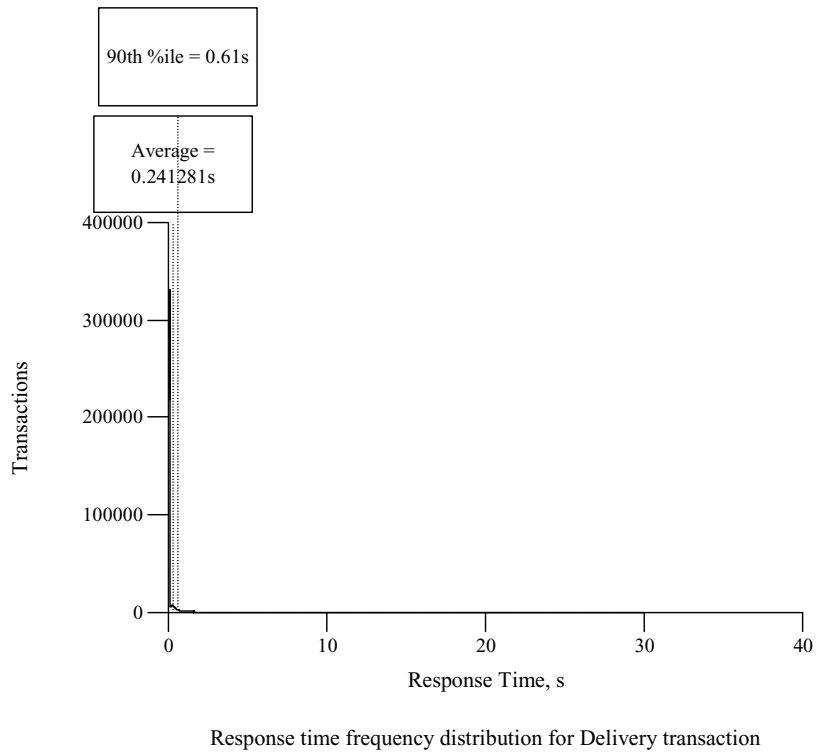 90th %ile = 0.61s
Average =
0.241281s
400000
300000
200000
100000
0
Transactions
0 10 20 30 40
Response Time, s
Response time frequency distribution for Delivery transaction